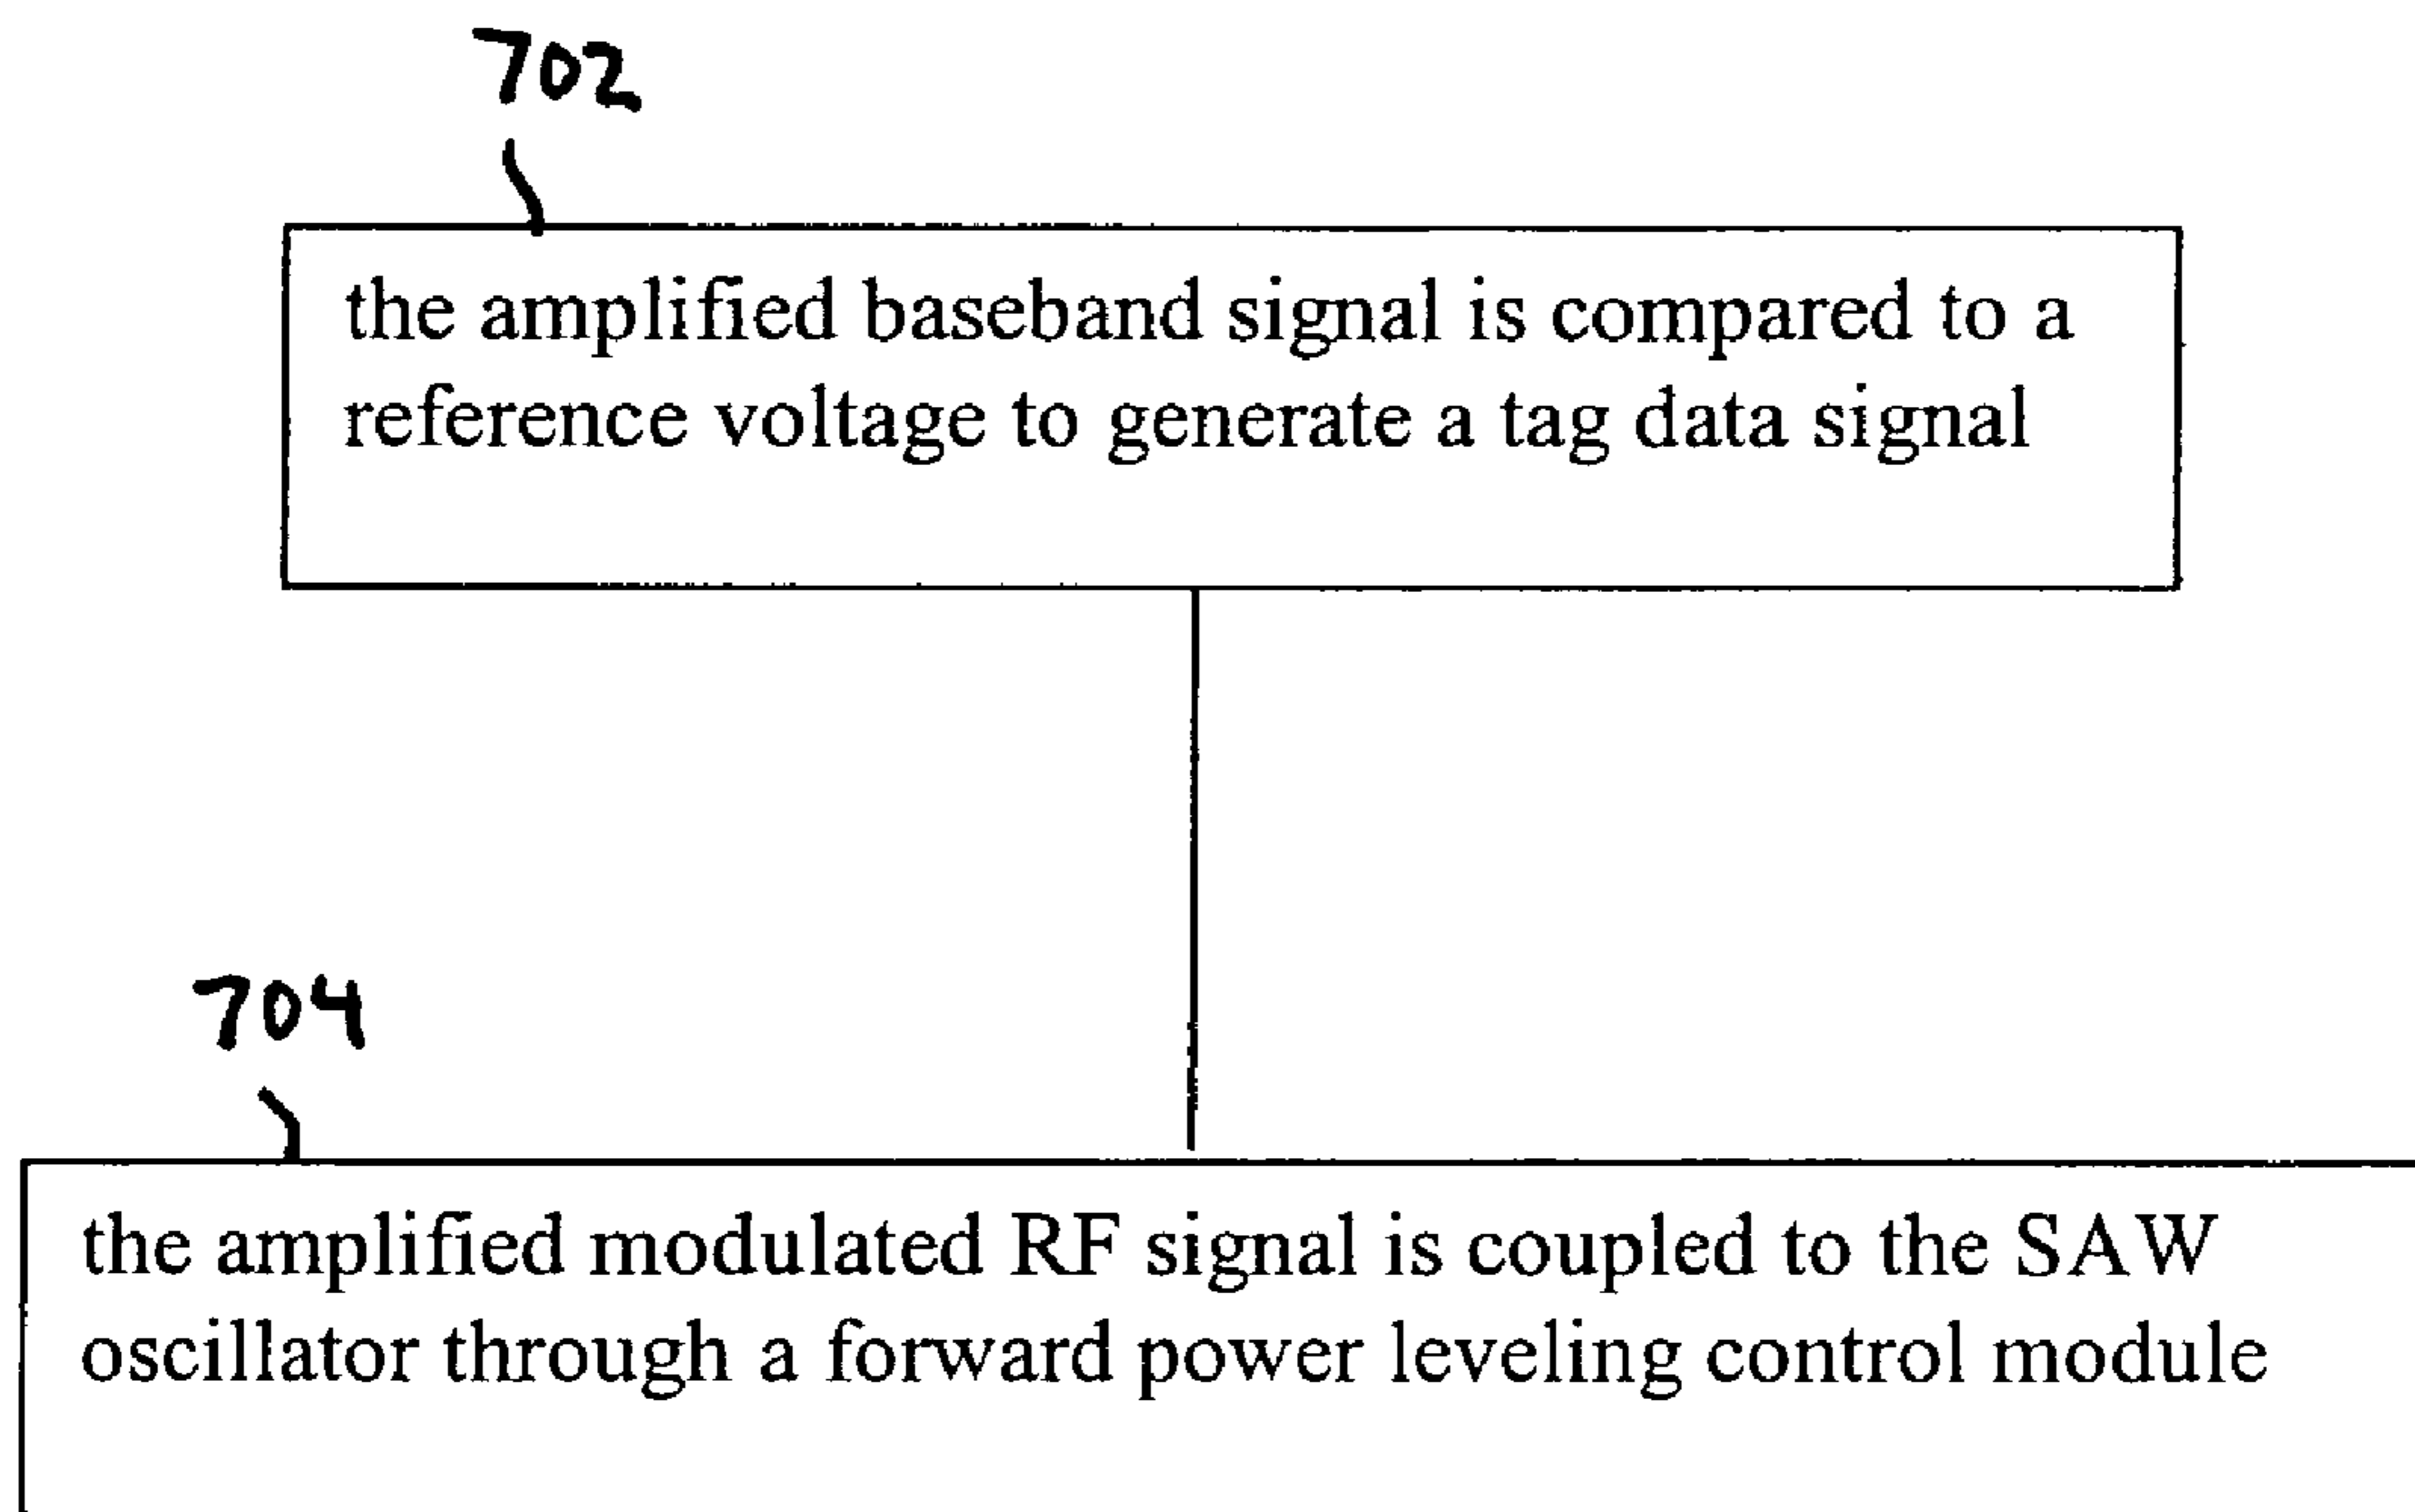 702
the amplified baseband signal is compared to a
reference voltage to generate a tag data signal
704
the amplified modulated RF signal is coupled to the SAW
oscillator through a forward power leveling control module